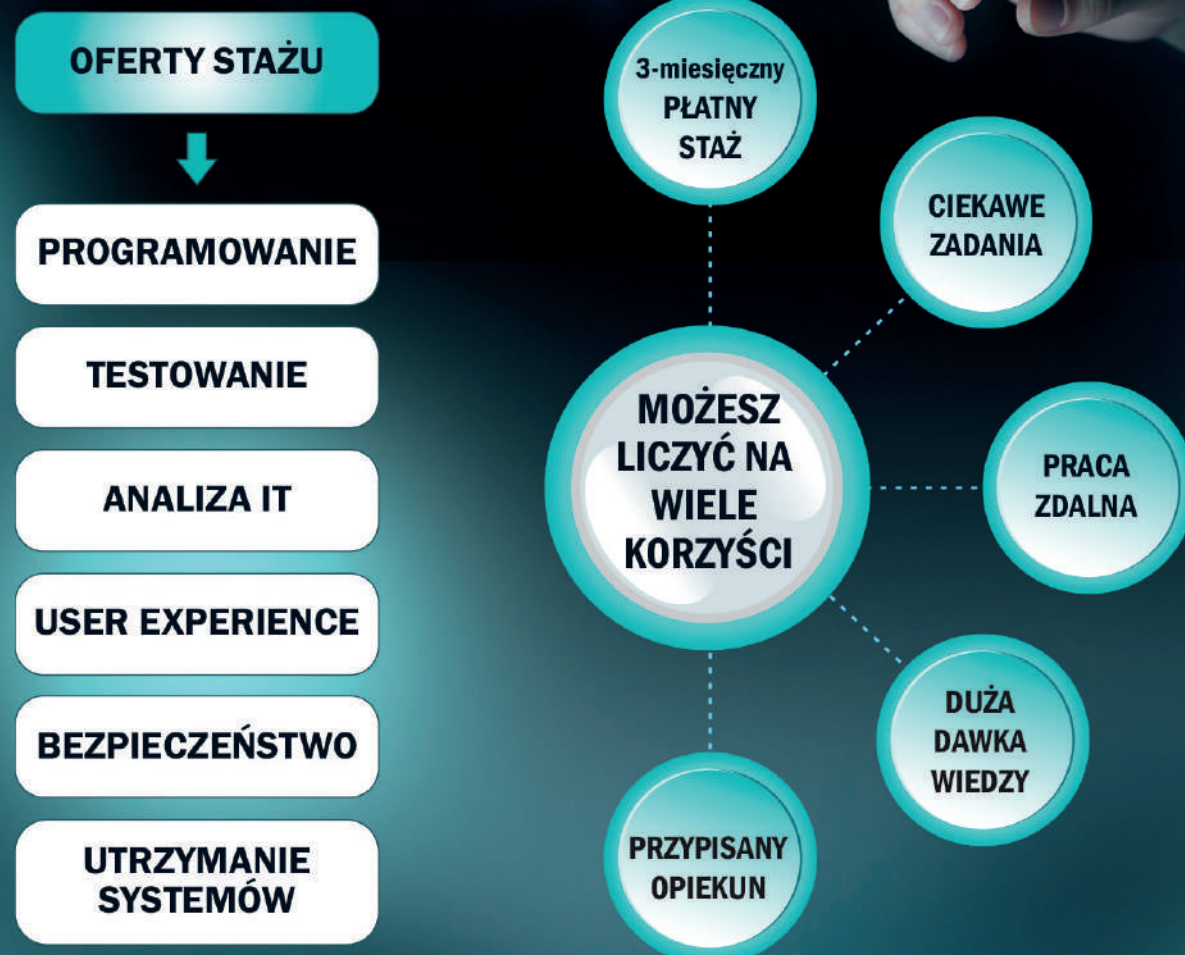 OFERTY STAŻU
PROGRAMOWANIE
TESTOWANIE
ANALIZA IT
USER EXPERIENCE
BEZPIECZEŃSTWO
UTRZYMANIE
SYSTEMÓW
MOŻESZ
LICZYĆ NA
WIELE
KORZYŚCI
3-miesięczny
PŁATNY
STAŻ
CIEKAWE
ZADANIA
PRACA
ZDALNA
DUŻA
DAWKA
WIEDZY
PRZYPISANY
OPIEKUN